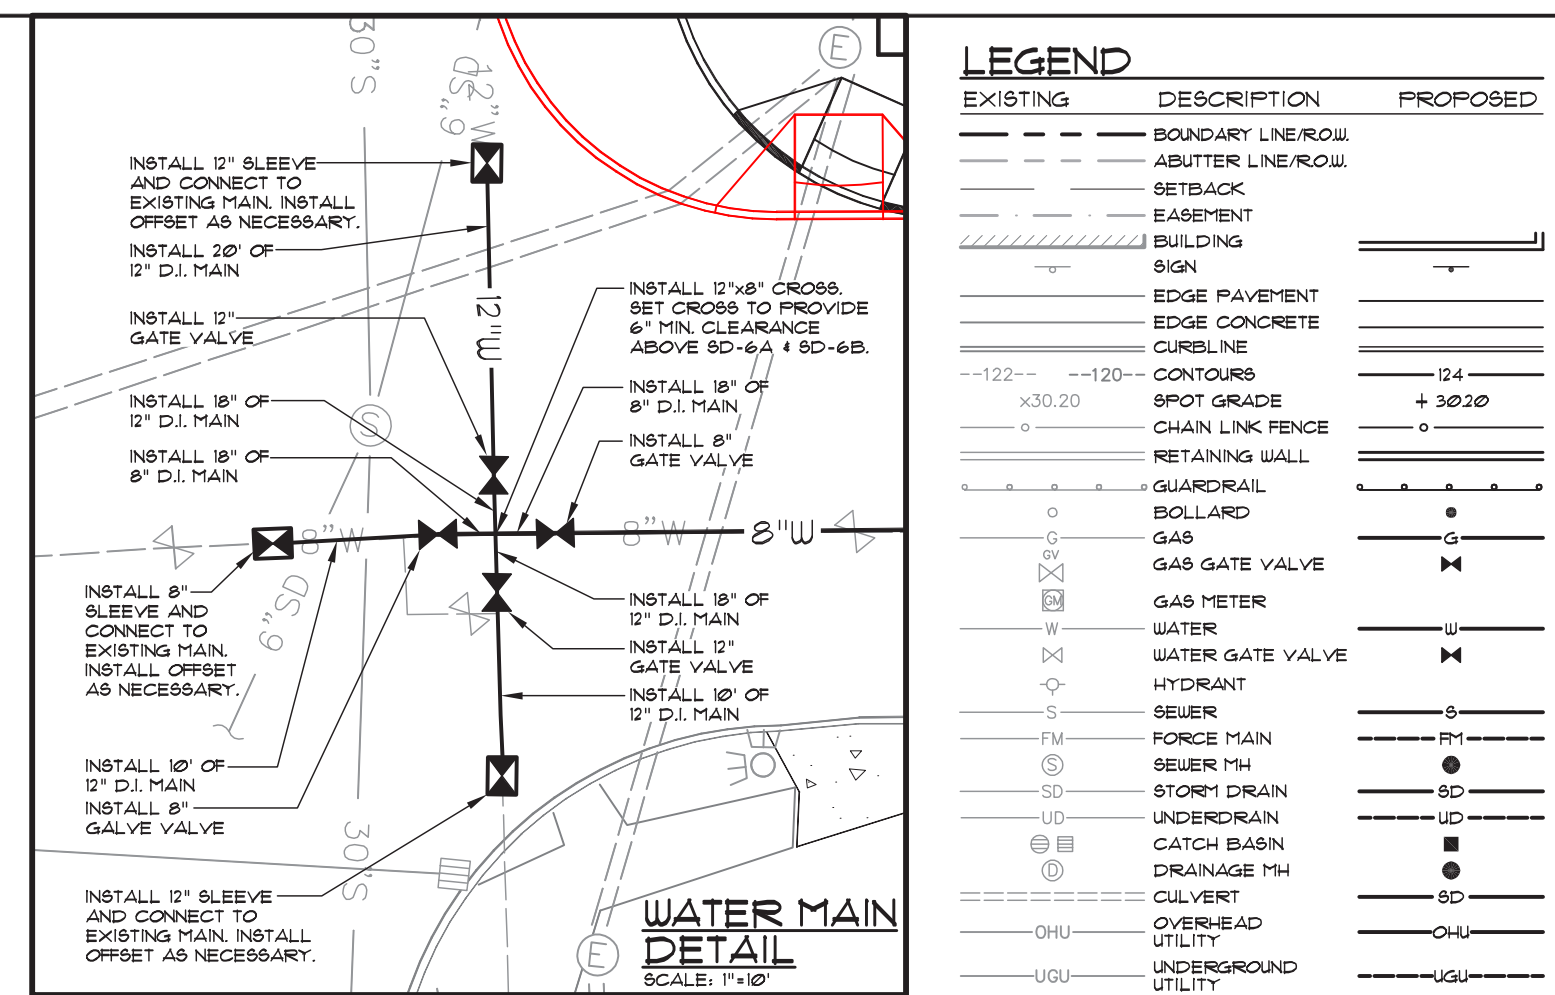 30"S
6"SD
12"W
E
INSTALL 12" SLEEVE
AND CONNECT TO
EXISTING MAIN. INSTALL
OFFSET AS NECESSARY.
INSTALL 20' OF
12" D.I. MAIN
INSTALL 12"
GATE VALVE
12"W
INSTALL 12"x8" CROSS.
SET CROSS TO PROVIDE
6" MIN. CLEARANCE
ABOVE SD-6A & SD-6B.
INSTALL 18" OF
12" D.I. MAIN
INSTALL 18" OF
8" D.I. MAIN
S
INSTALL 18" OF
8" D.I. MAIN
INSTALL 8"
GATE VALVE
8"W
8"W
8"W
INSTALL 8"
SLEEVE AND
CONNECT TO
EXISTING MAIN.
INSTALL OFFSET
AS NECESSARY.
6"SD
INSTALL 18" OF
12" D.I. MAIN
INSTALL 12"
GATE VALVE
INSTALL 10' OF
12" D.I. MAIN
INSTALL 10' OF
12" D.I. MAIN
INSTALL 8"
GALVE VALVE
30"S
INSTALL 12" SLEEVE
AND CONNECT TO
EXISTING MAIN. INSTALL
OFFSET AS NECESSARY.
E
WATER MAIN
DETAIL
SCALE: 1"=10'
LEGEND
EXISTING DESCRIPTION PROPOSED
BOUNDARY LINE/R.O.W.
ABUTTER LINE/R.O.W.
SETBACK
EASEMENT
BUILDING
SIGN
EDGE PAVEMENT
EDGE CONCRETE
CURBLINE
--122-- --120-- CONTOURS 124
x30.20 SPOT GRADE + 30.20
CHAIN LINK FENCE
RETAINING WALL
GUARDRAIL
BOLLARD
G GAS G
GV
GAS GATE VALVE
GM GAS METER
W WATER W
WATER GATE VALVE
HYDRANT
S SEWER S
FM FORCE MAIN FM
S SEWER MH
SD STORM DRAIN SD
UD UNDERDRAIN UD
CATCH BASIN
D DRAINAGE MH
CULVERT SD
OHU OVERHEAD
UTILITY OHU
UGU UNDERGROUND
UTILITY UGU